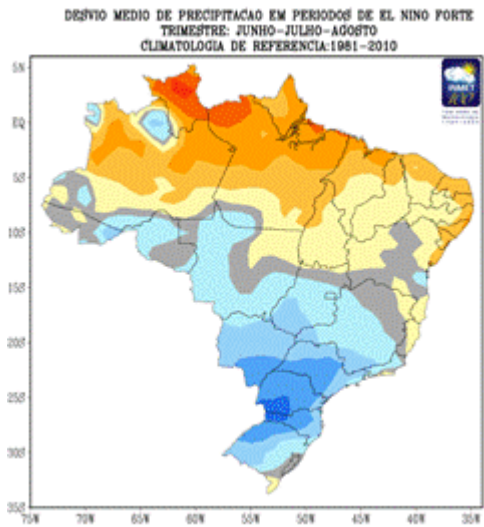 DESVIO MEDIO DE PRECIPITACAO EM PERIODOS DE EL NINO FORTE
TRIMESTRE: JUNHO-JULHO-AGOSTO
CLIMATOLOGIA DE REFERENCIA:1981-2010
INMET
5N
EQ
5S
10S
15S
20S
25S
30S
35S
75W 70W 65W 60W 55W 50W 45W 40W 35W